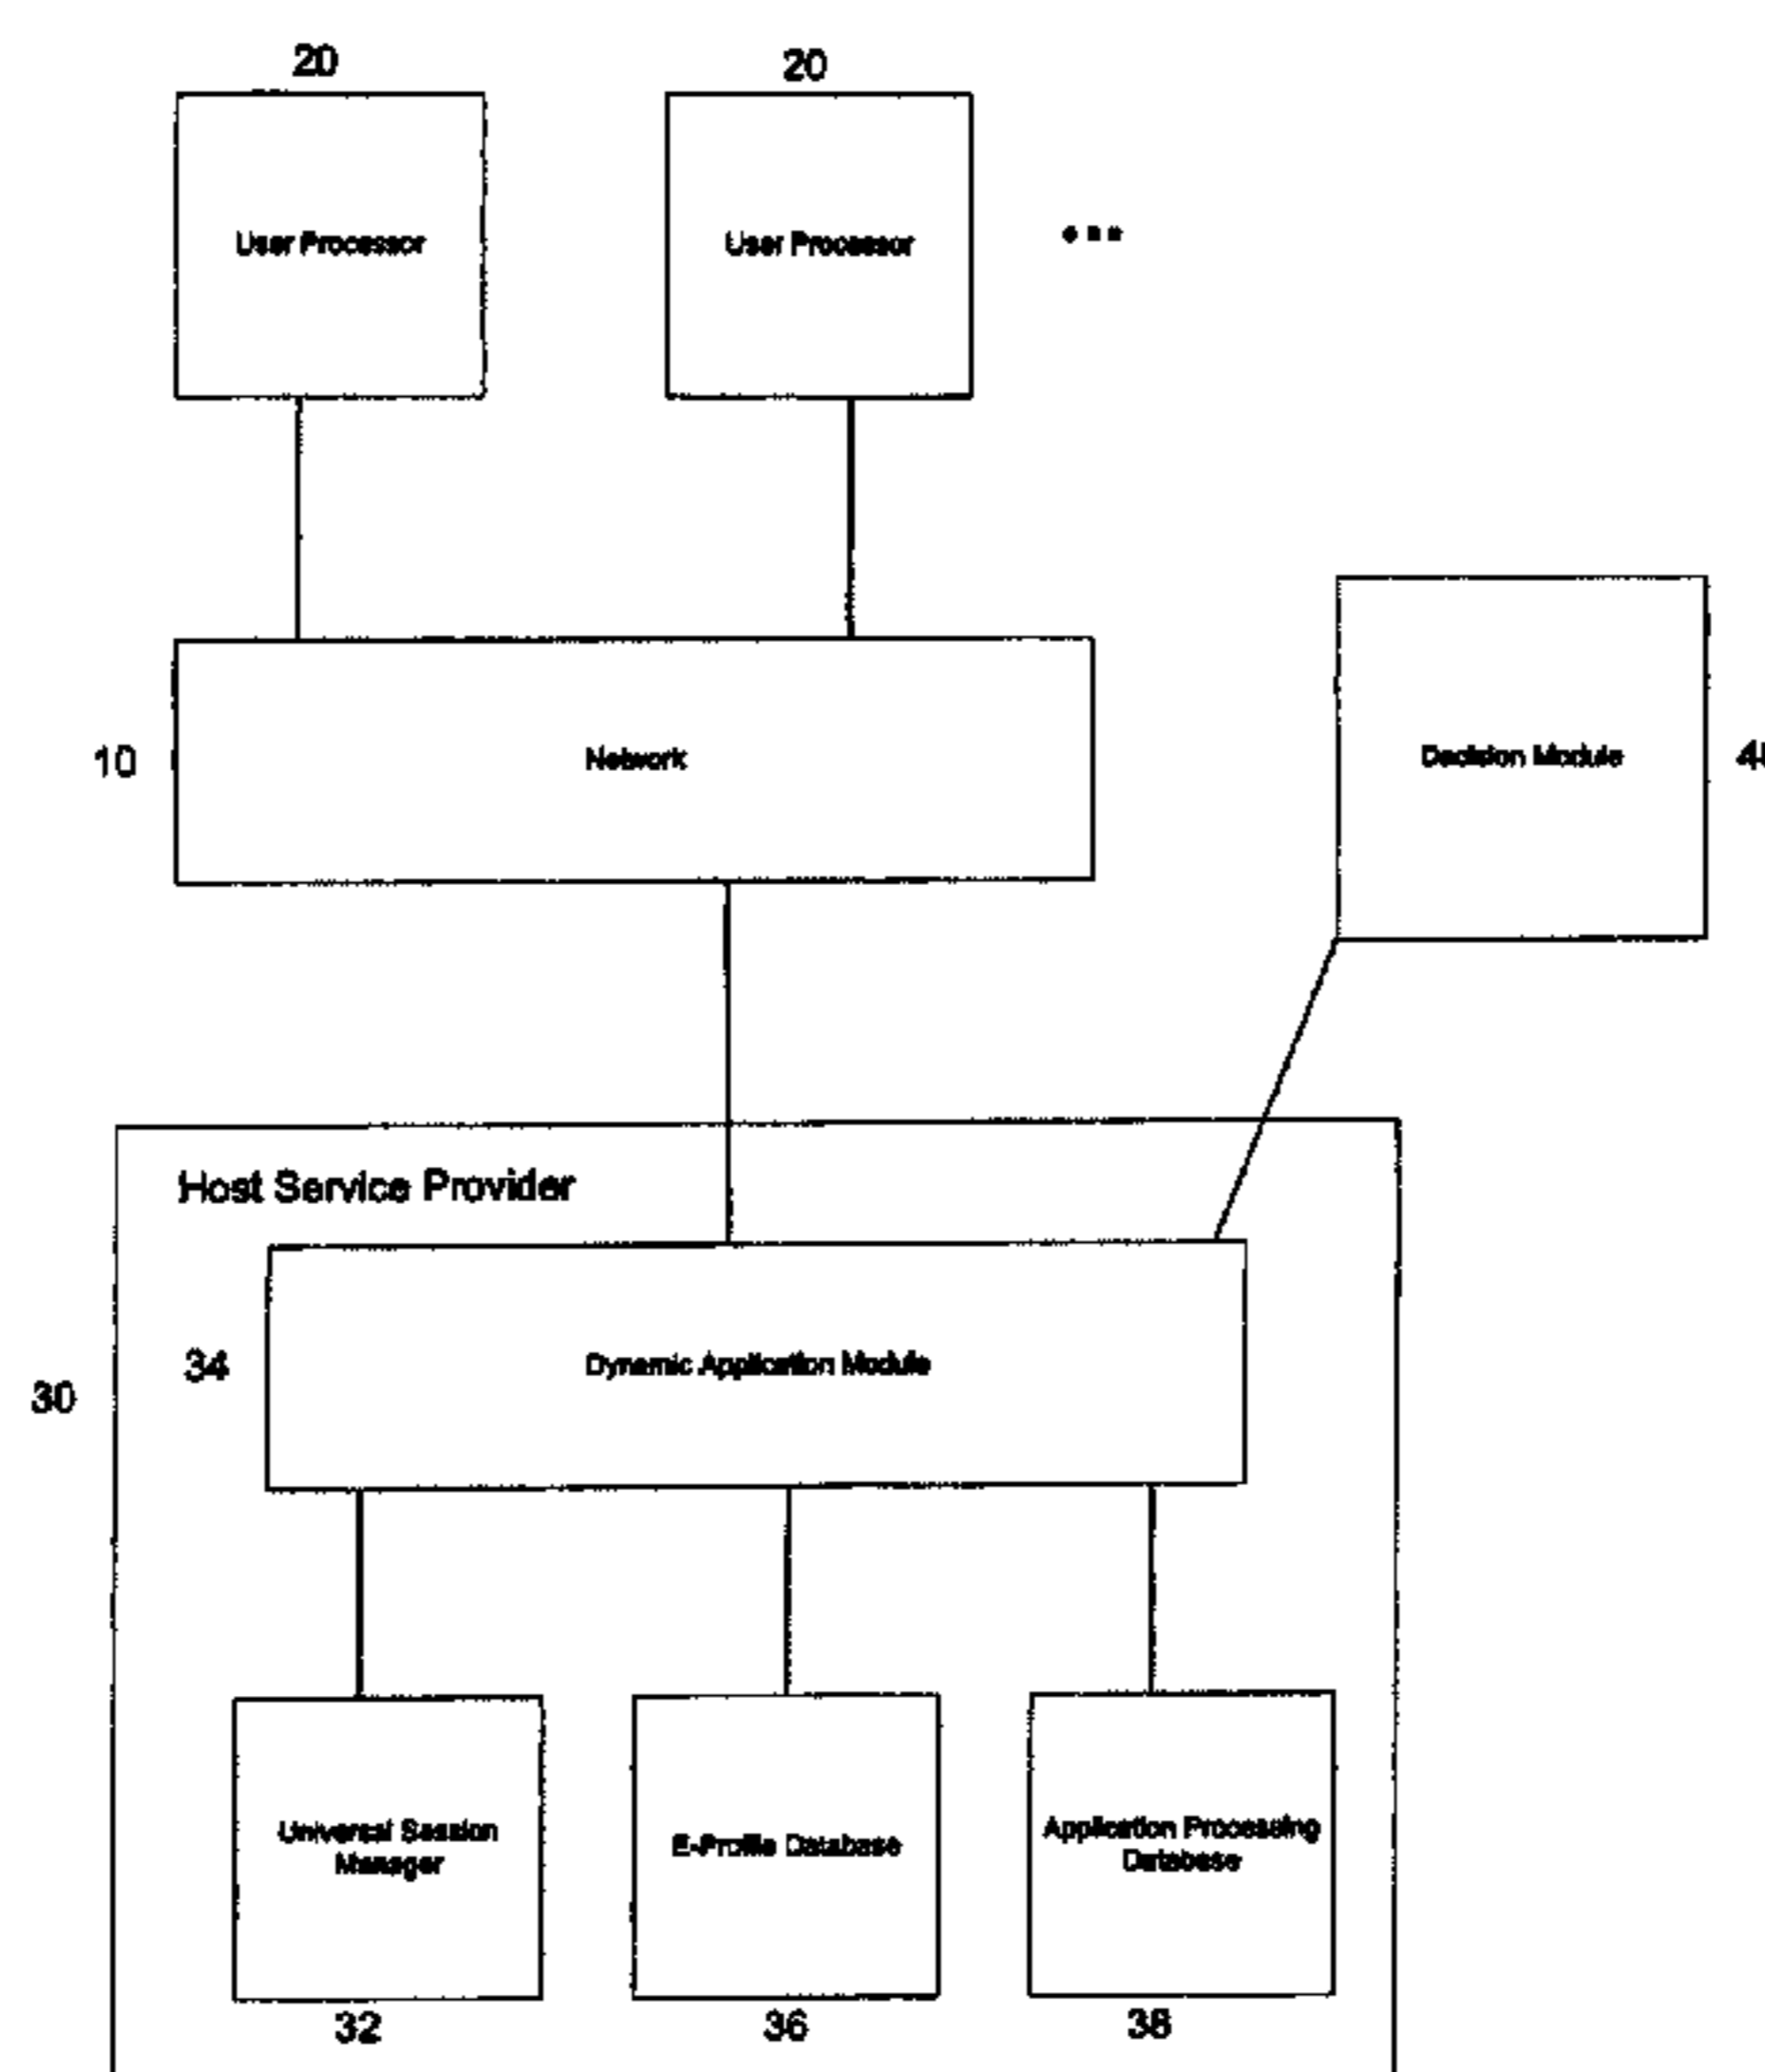 20
20
User Processor
User Processor
10
Network
Decision Module
Host Service Provider
34
Dynamic Application Module
30
Universal Session
Manager
E-Profile Database
Application Processing
Database
32
36
38